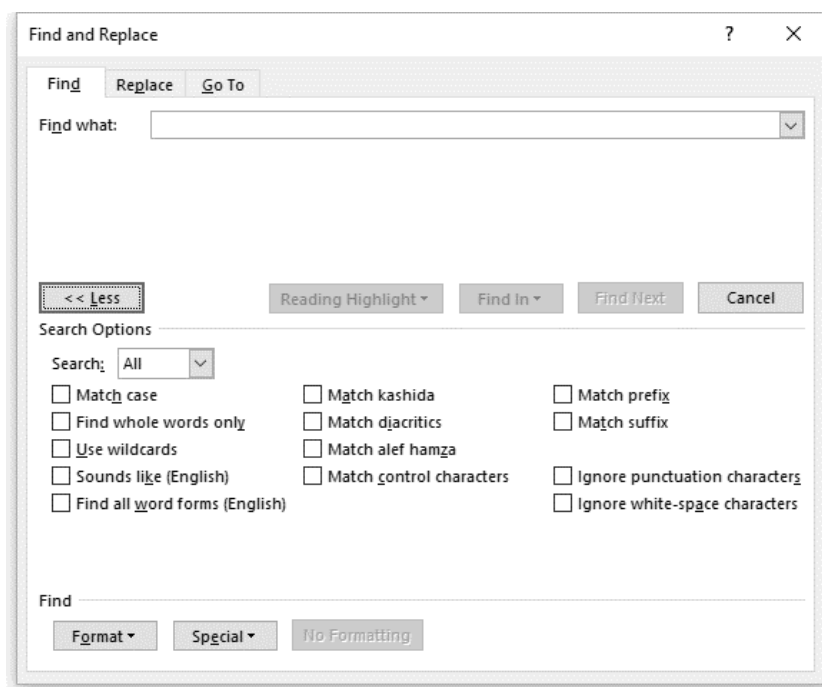 Find and Replace ? ×
Find Replace Go To
Find what:
<< Less Reading Highlight Find In Find Next Cancel
Search Options
Search: All
Match case Match kashida Match prefix
Find whole words only Match diacritics Match suffix
Use wildcards Match alef hamza
Sounds like (English) Match control characters Ignore punctuation characters
Find all word forms (English) Ignore white-space characters
Find
Format Special No Formatting